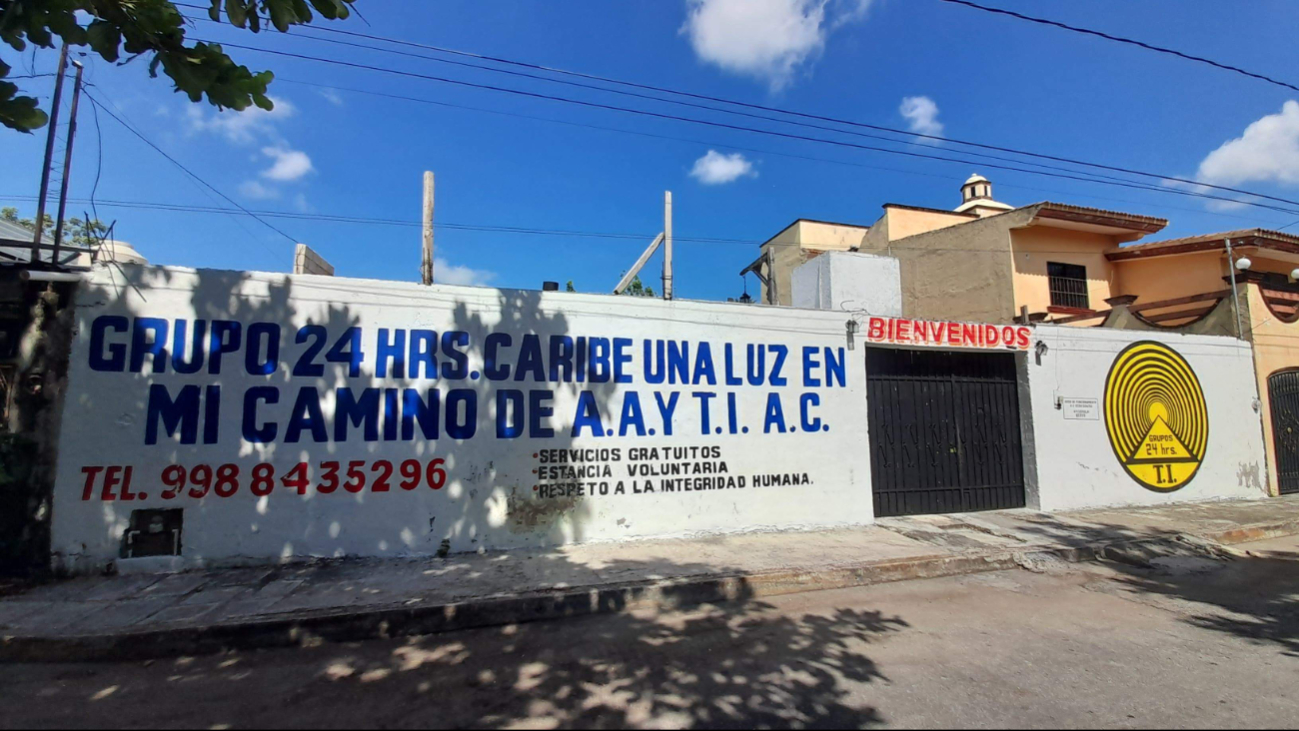 GRUPO 24 HRS. CARIBE UNA LUZ EN
MI CAMINO DE A.A.Y T.I. A.C.
TEL. 998 8435296
•SERVICIOS GRATUITOS
•ESTANCIA VOLUNTARIA
•RESPETO A LA INTEGRIDAD HUMANA.
BIENVENIDOS
GRUPOS
24 hrs.
T.I.